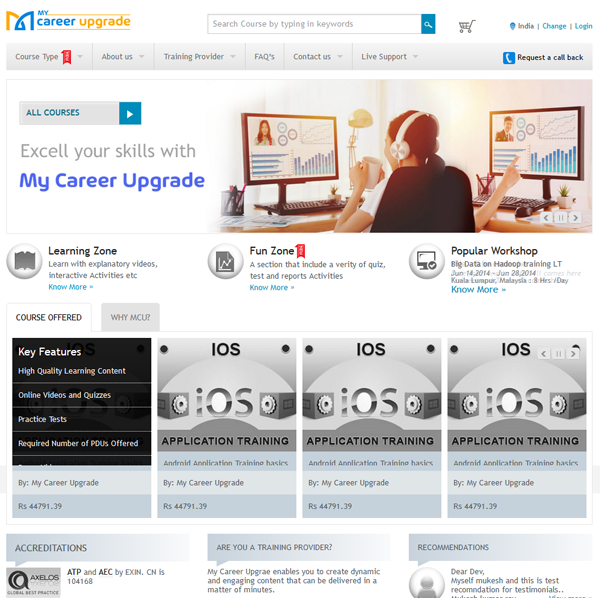 MY
career upgrade
Search Course by typing in keywords
India | Change | Login
Course Type
About us
Training Provider
FAQ's
Contact us
Live Support
Request a call back
ALL COURSES
Excell your skills with
My Career Upgrade
Learning Zone
Learn with explanatory videos,
interactive Activities etc
Know More »
Fun Zone
A section that include a verity of quiz,
test and reports Activities
Know More »
Popular Workshop
Big Data on Hadoop training LT
Jun 14,2014 - Jun 28,2014
Kuala Lumpur, Malaysia : 8 Hrs /Day
Know More »
COURSE OFFERED
WHY MCU?
Key Features
High Quality Learning Content
Online Videos and Quizzes
Practice Tests
Required Number of PDUs Offered
By: My Career Upgrade
Rs 44791.39
IOS
iOS
APPLICATION TRAINING
Android Application Training basics
By: My Career Upgrade
Rs 44791.39
IOS
iOS
APPLICATION TRAINING
Android Application Training basics
By: My Career Upgrade
Rs 44791.39
IOS
iOS
APPLICATION TRAINING
Android Application Training basics
By: My Career Upgrade
Rs 44791.39
ACCREDITATIONS
AXELOS
GLOBAL BEST PRACTICE
ATP and AEC by EXIN. CN is
104168
ARE YOU A TRAINING PROVIDER?
My Career Upgrae enables you to create dynamic
and engaging content that can be delivered in a
matter of minutes.
RECOMMENDATIONS
Dear Dev,
Myself mukesh and this is test
recomndation for testimonials..